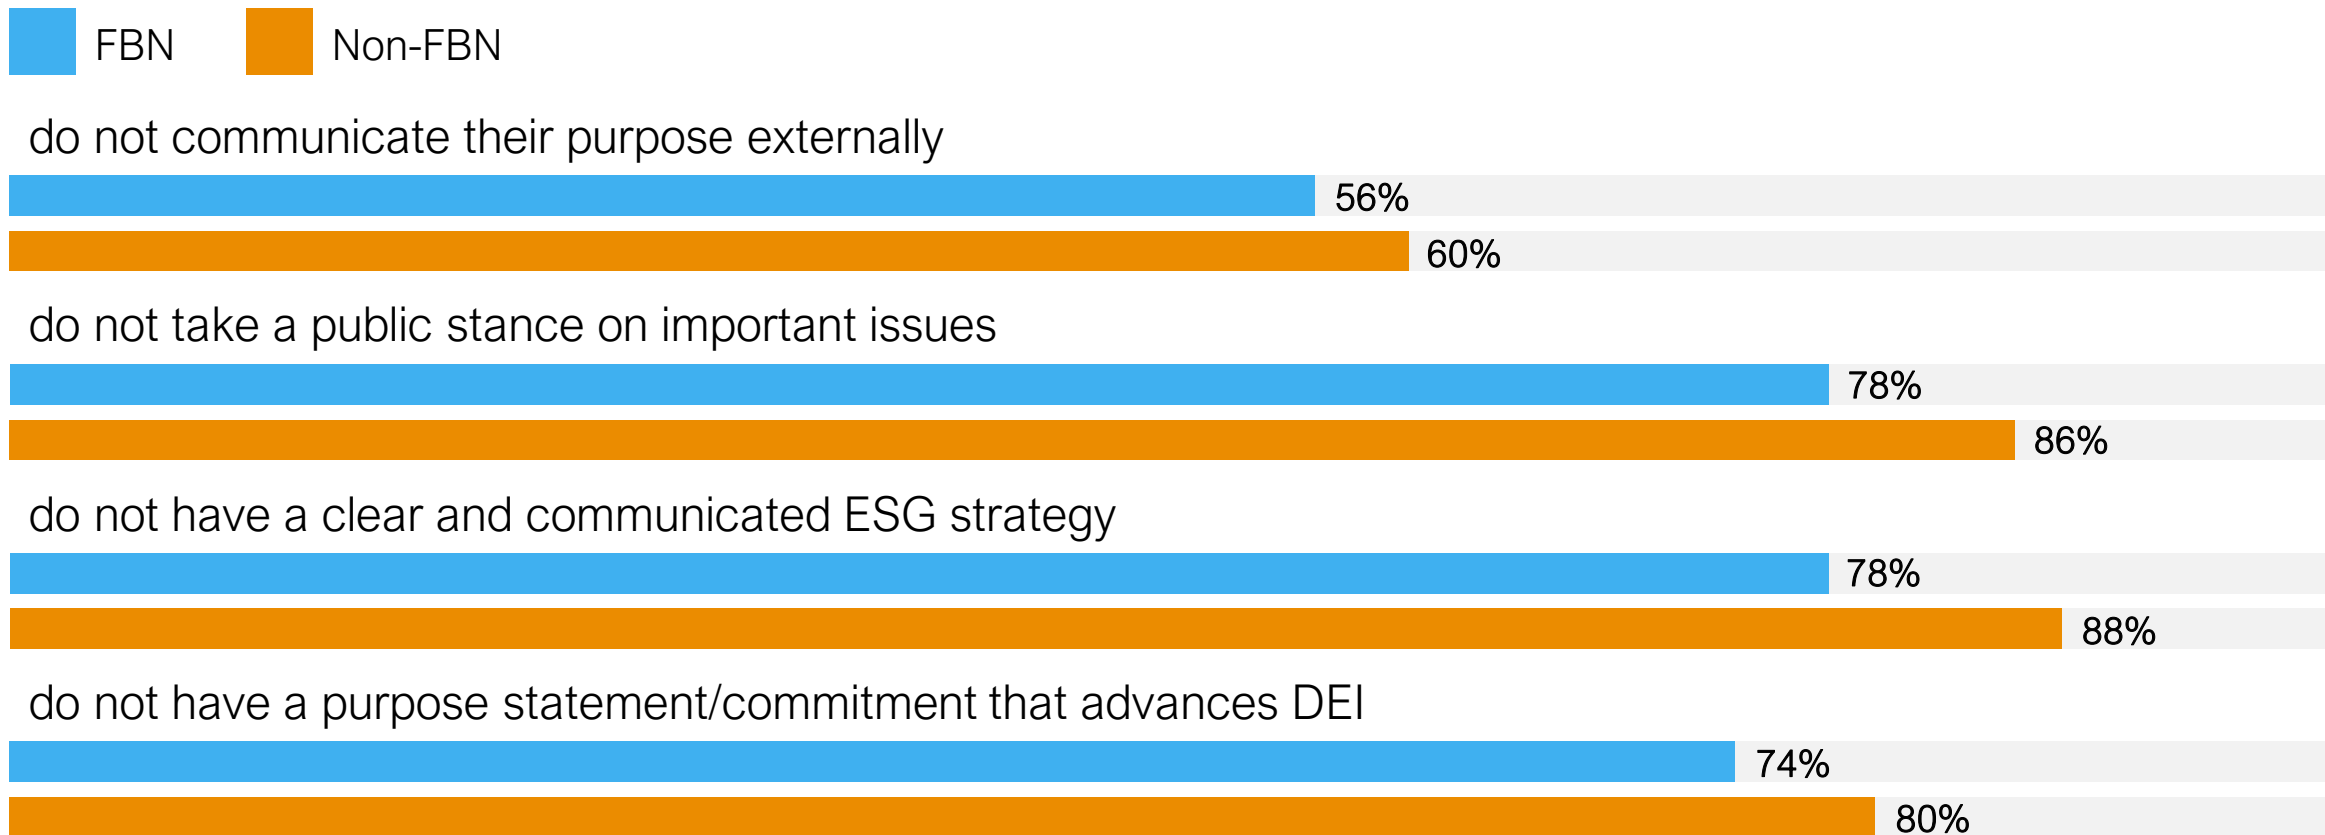 FBN Non-FBN
do not communicate their purpose externally
56%
60%
do not take a public stance on important issues
78%
86%
do not have a clear and communicated ESG strategy
78%
88%
do not have a purpose statement/commitment that advances DEI
74%
80%